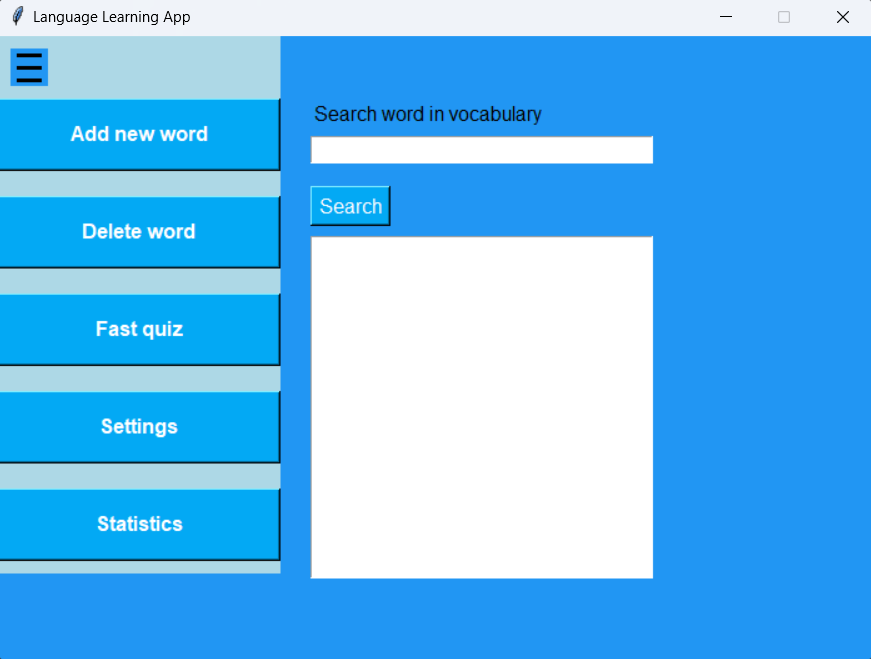 Language Learning App
Add new word
Delete word
Fast quiz
Settings
Statistics
Search word in vocabulary
Search